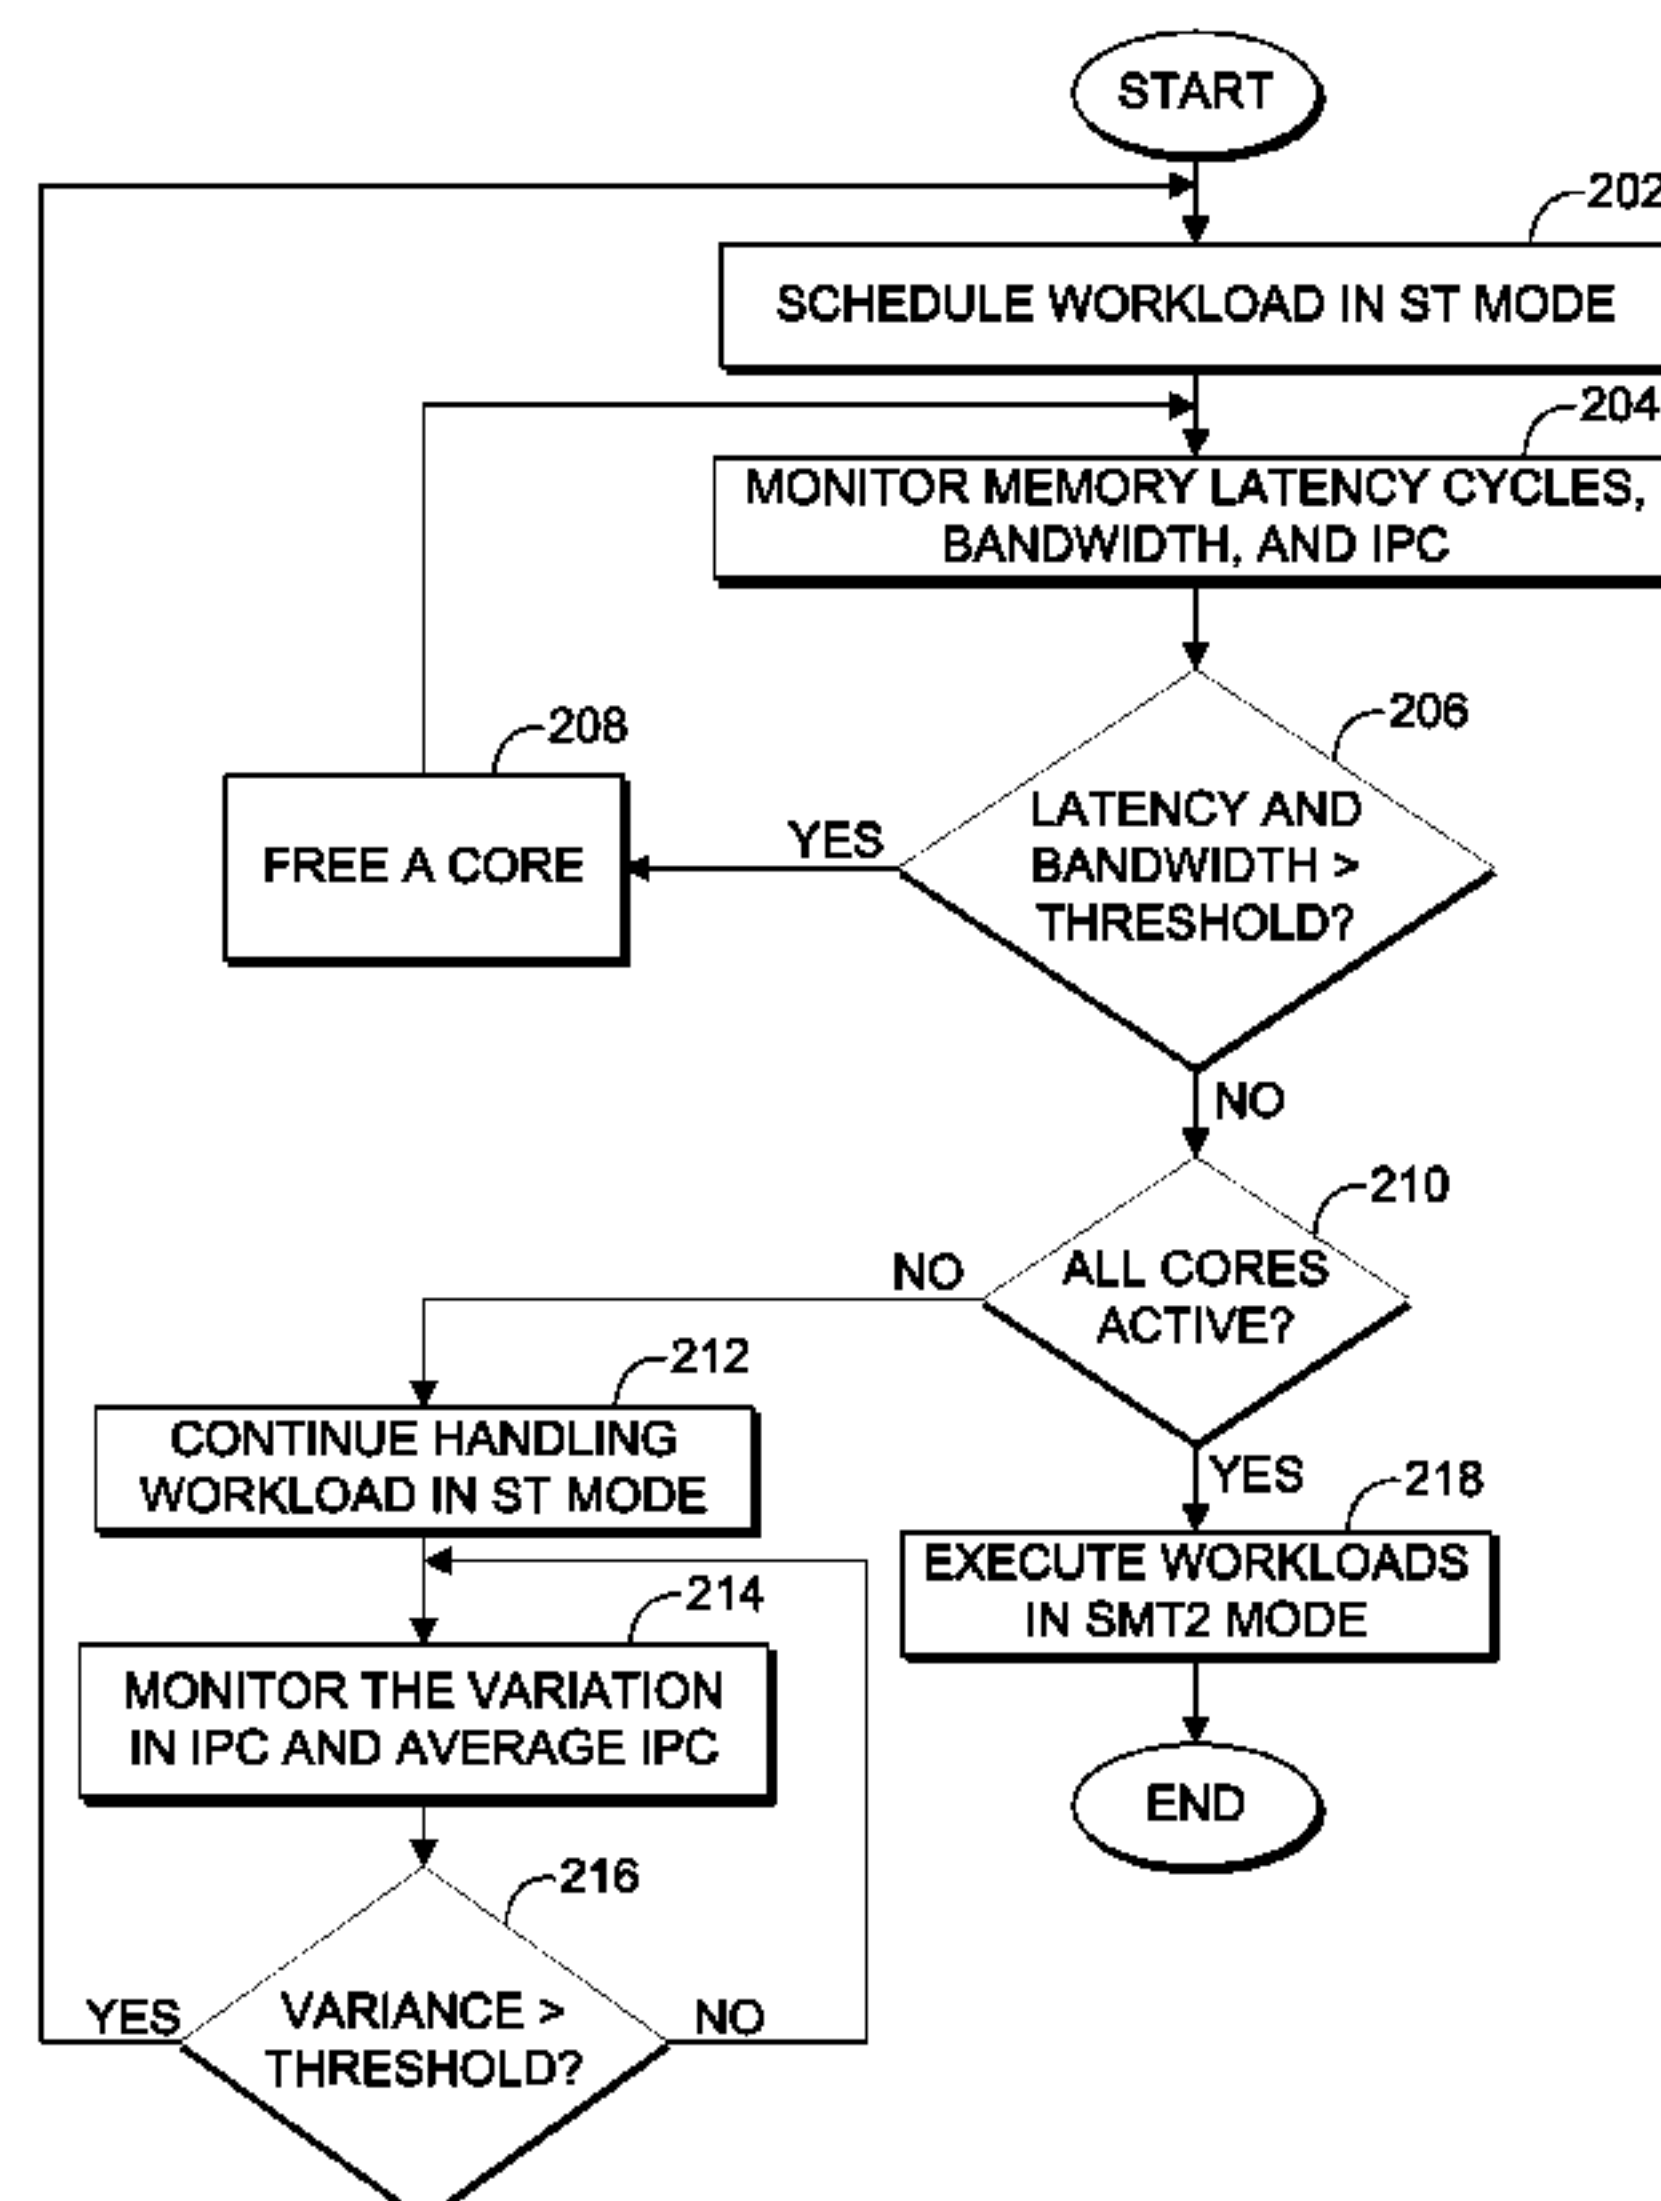 START
202
SCHEDULE WORKLOAD IN ST MODE
204
MONITOR MEMORY LATENCY CYCLES,
BANDWIDTH, AND IPC
206
LATENCY AND
BANDWIDTH >
THRESHOLD?
YES
208
FREE A CORE
NO
210
ALL CORES
ACTIVE?
NO
212
CONTINUE HANDLING
WORKLOAD IN ST MODE
YES
218
EXECUTE WORKLOADS
IN SMT2 MODE
214
MONITOR THE VARIATION
IN IPC AND AVERAGE IPC
END
216
VARIANCE >
THRESHOLD?
YES
NO